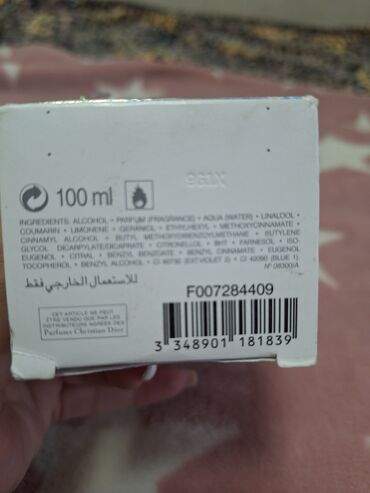 100 ml
INGREDIENTS: ALCOHOL • PARFUM (FRAGRANCE) • AQUA (WATER) • LINALOOL •
COUMARIN • LIMONENE • GERANIOL • ETHYLHEXYL • METHOXYCINNAMATE •
CINNAMYL ALCOHOL • BUTYL METHOXYDIBENZOYLMETHANE • BUTYLENE
GLYCOL DICAPRYLATE/DICAPRATE • CITRONELLOL • BHT • FARNESOL • ISO-
EUGENOL • CITRAL • BENZYL BENZOATE • BENZYL CINNAMATE • EUGENOL
TOCOPHEROL • BENZYL ALCOHOL • CI 60730 (EXT.VIOLET 2) • CI 42090 (BLUE 1)
N° 08300/A
للاستعمال الخارجي فقط
F007284409
CET ARTICLE NE PEUT
ÊTRE VENDU QUE PAR LES
DISTRIBUTEURS AGRÉÉS DES
Parfums Christian Dior
3 348901 181839